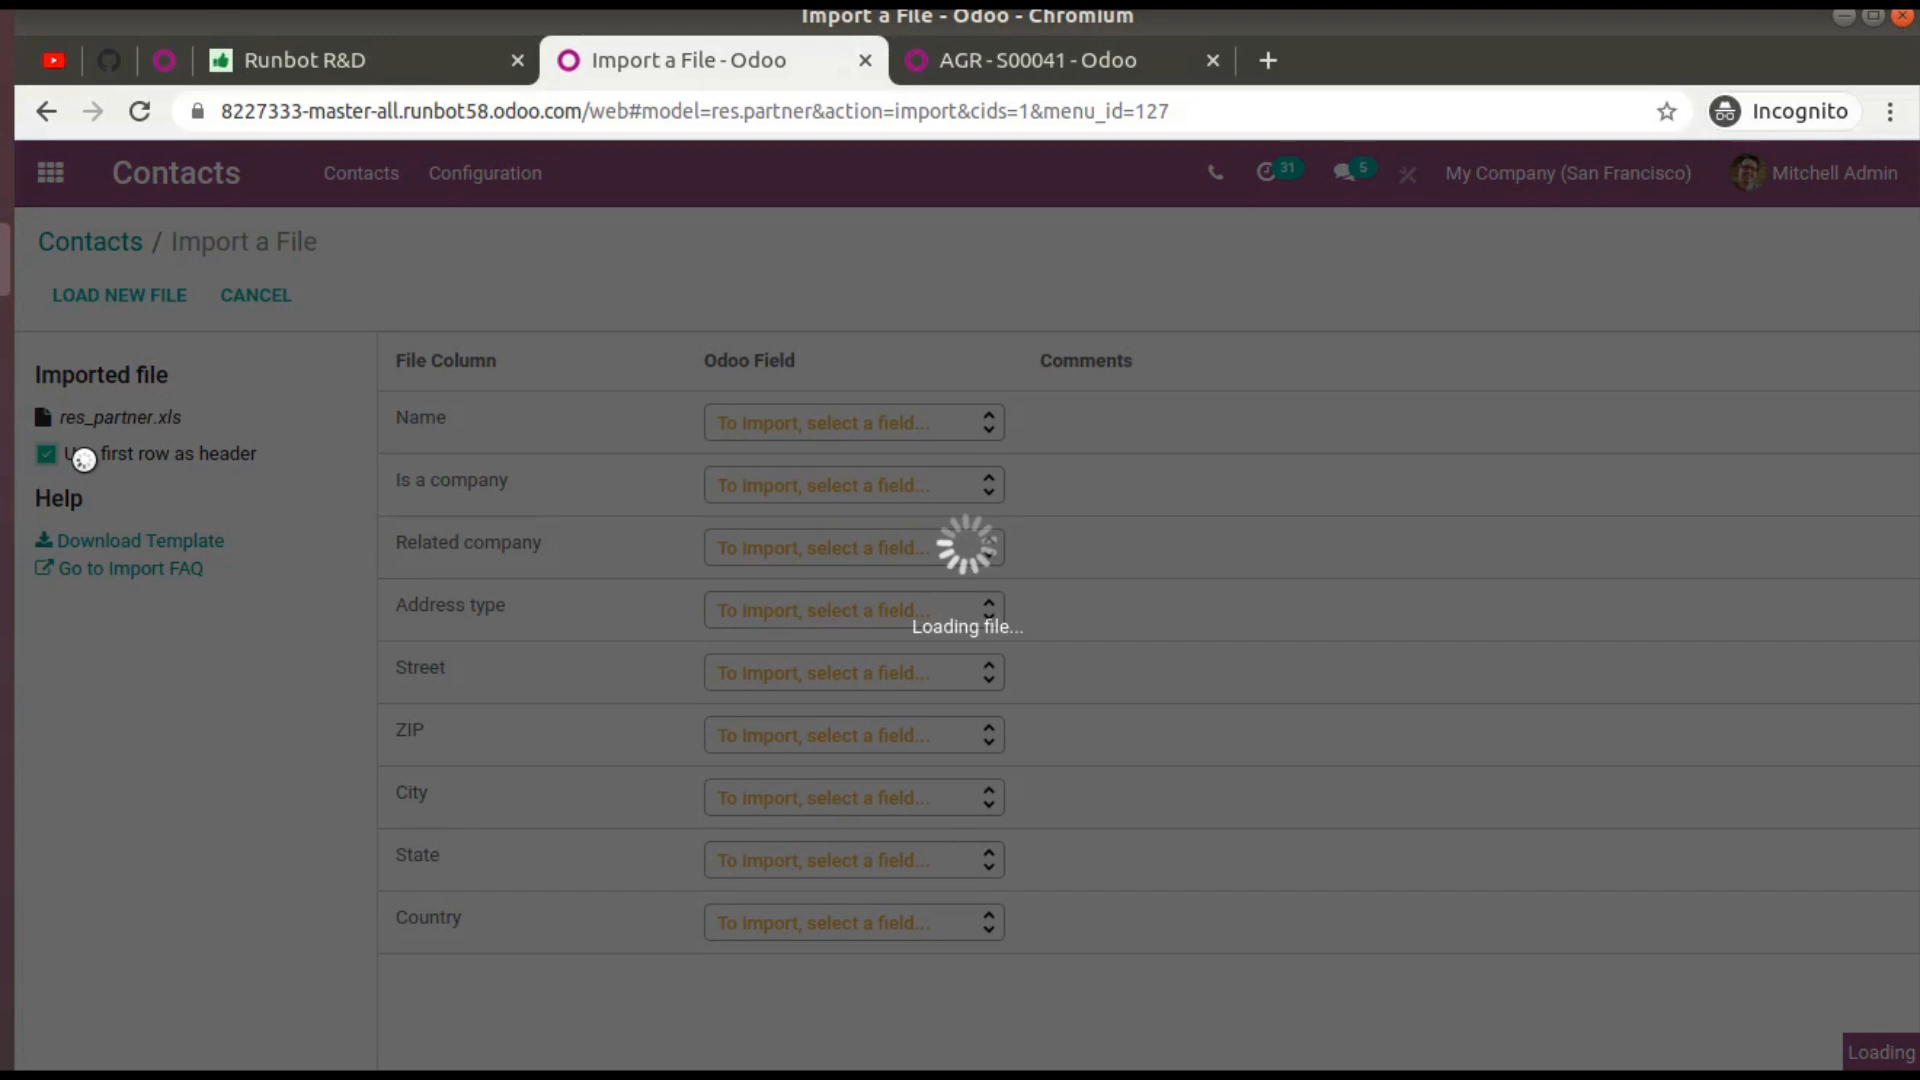 Import a File - Odoo - Chromium
Runbot R&D
Import a File - Odoo
AGR - S00041 - Odoo
8227333-master-all.runbot58.odoo.com/web#model=res.partner&action=import&cids=1&menu_id=127
Incognito
Contacts
Contacts
Configuration
31
5
My Company (San Francisco)
Mitchell Admin
Contacts / Import a File
LOAD NEW FILE
CANCEL
Imported file
res_partner.xls
first row as header
Help
Download Template
Go to Import FAQ
File Column
Odoo Field
Comments
Name
To import, select a field...
Is a company
To import, select a field...
Related company
To import, select a field...
Address type
To import, select a field...
Loading file...
Street
To import, select a field...
ZIP
To import, select a field...
City
To import, select a field...
State
To import, select a field...
Country
To import, select a field...
Loading